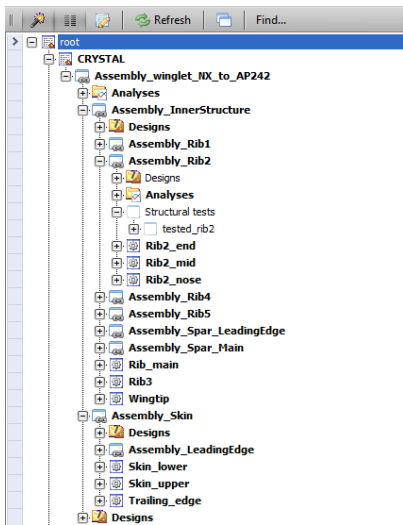 Refresh Find...
root
CRYSTAL
Assembly_winglet_NX_to_AP242
Analyses
Assembly_InnerStructure
Designs
Assembly_Rib1
Assembly_Rib2
Designs
Analyses
Structural tests
tested_rib2
Rib2_end
Rib2_mid
Rib2_nose
Assembly_Rib4
Assembly_Rib5
Assembly_Spar_LeadingEdge
Assembly_Spar_Main
Rib_main
Rib3
Wingtip
Assembly_Skin
Designs
Assembly_LeadingEdge
Skin_lower
Skin_upper
Trailing_edge
Designs